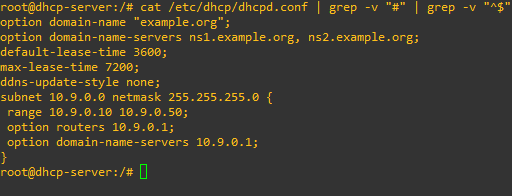 root@dhcp-server:/# cat /etc/dhcp/dhcpd.conf | grep -v "#" | grep -v "^$"
option domain-name "example.org";
option domain-name-servers ns1.example.org, ns2.example.org;
default-lease-time 3600;
max-lease-time 7200;
ddns-update-style none;
subnet 10.9.0.0 netmask 255.255.255.0 {
 range 10.9.0.10 10.9.0.50;
 option routers 10.9.0.1;
 option domain-name-servers 10.9.0.1;
}
root@dhcp-server:/#